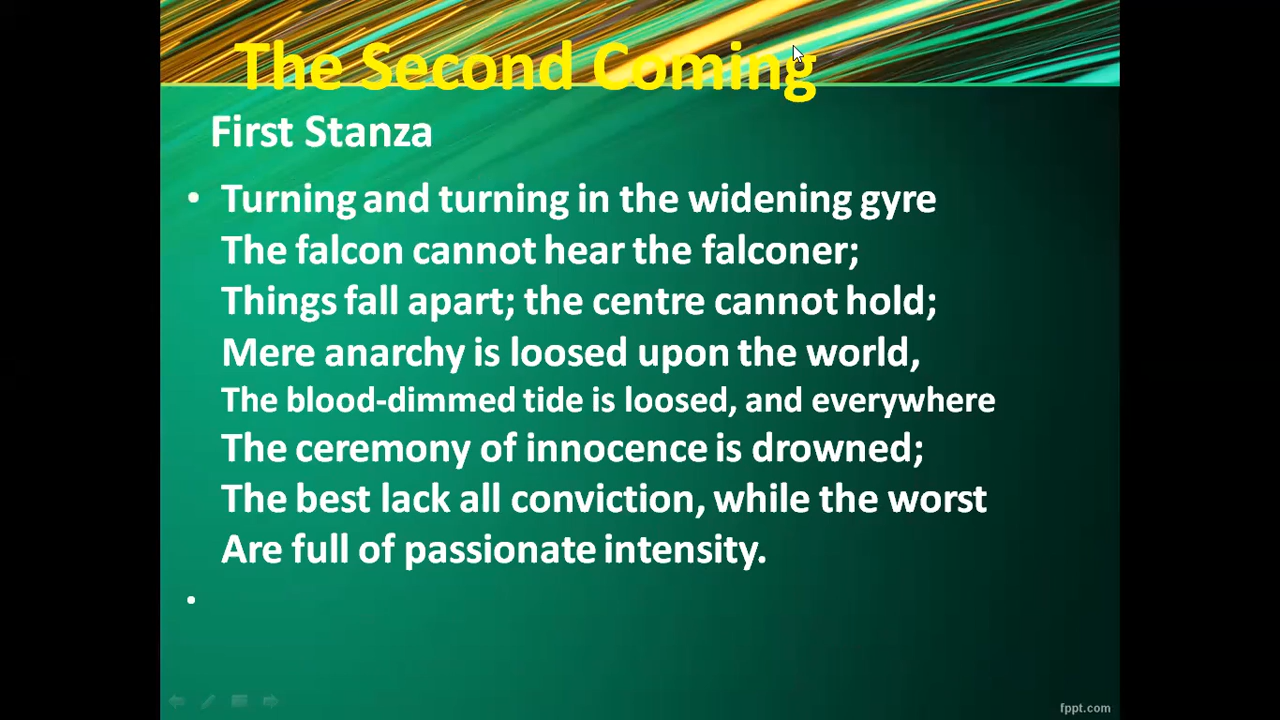 The Second Coming
First Stanza
• Turning and turning in the widening gyre
The falcon cannot hear the falconer;
Things fall apart; the centre cannot hold;
Mere anarchy is loosed upon the world,
The blood-dimmed tide is loosed, and everywhere
The ceremony of innocence is drowned;
The best lack all conviction, while the worst
Are full of passionate intensity.
•
fppt.com